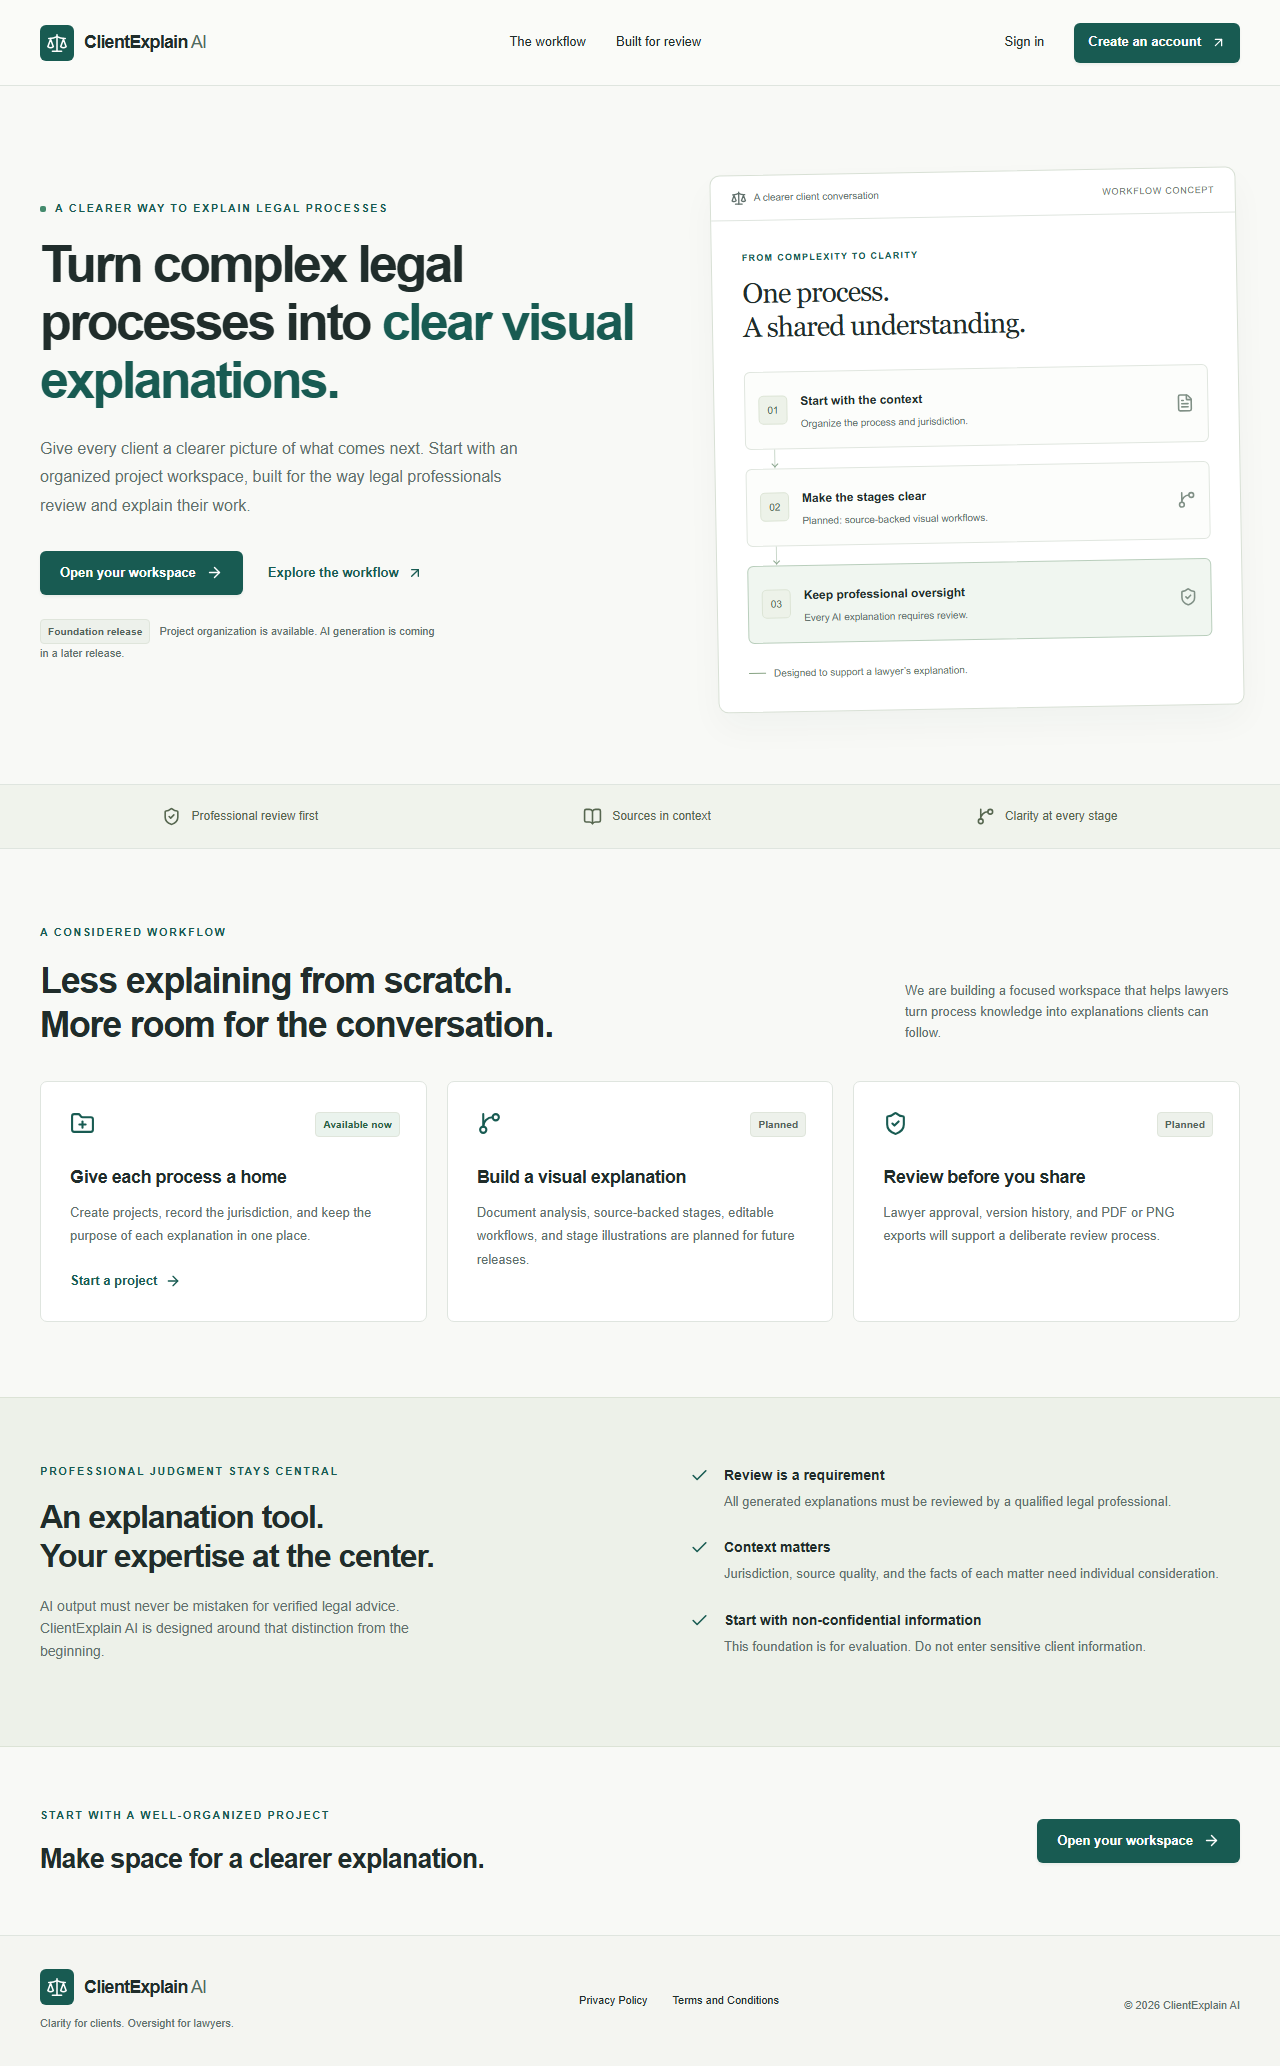 ClientExplain AI
The workflow
Built for review
Sign in
Create an account
A CLEARER WAY TO EXPLAIN LEGAL PROCESSES
Turn complex legal
processes into clear visual
explanations.
Give every client a clearer picture of what comes next. Start with an
organized project workspace, built for the way legal professionals
review and explain their work.
Open your workspace
Explore the workflow
Foundation release Project organization is available. AI generation is coming
in a later release.
A clearer client conversation
WORKFLOW CONCEPT
FROM COMPLEXITY TO CLARITY
One process.
A shared understanding.
01
Start with the context
Organize the process and jurisdiction.
02
Make the stages clear
Planned: source-backed visual workflows.
03
Keep professional oversight
Every AI explanation requires review.
Designed to support a lawyer's explanation.
Professional review first
Sources in context
Clarity at every stage
A CONSIDERED WORKFLOW
Less explaining from scratch.
More room for the conversation.
We are building a focused workspace that helps lawyers
turn process knowledge into explanations clients can
follow.
Available now
Give each process a home
Create projects, record the jurisdiction, and keep the
purpose of each explanation in one place.
Start a project
Planned
Build a visual explanation
Document analysis, source-backed stages, editable
workflows, and stage illustrations are planned for future
releases.
Planned
Review before you share
Lawyer approval, version history, and PDF or PNG
exports will support a deliberate review process.
PROFESSIONAL JUDGMENT STAYS CENTRAL
An explanation tool.
Your expertise at the center.
AI output must never be mistaken for verified legal advice.
ClientExplain AI is designed around that distinction from the
beginning.
Review is a requirement
All generated explanations must be reviewed by a qualified legal professional.
Context matters
Jurisdiction, source quality, and the facts of each matter need individual consideration.
Start with non-confidential information
This foundation is for evaluation. Do not enter sensitive client information.
START WITH A WELL-ORGANIZED PROJECT
Make space for a clearer explanation.
Open your workspace
ClientExplain AI
Clarity for clients. Oversight for lawyers.
Privacy Policy
Terms and Conditions
© 2026 ClientExplain AI